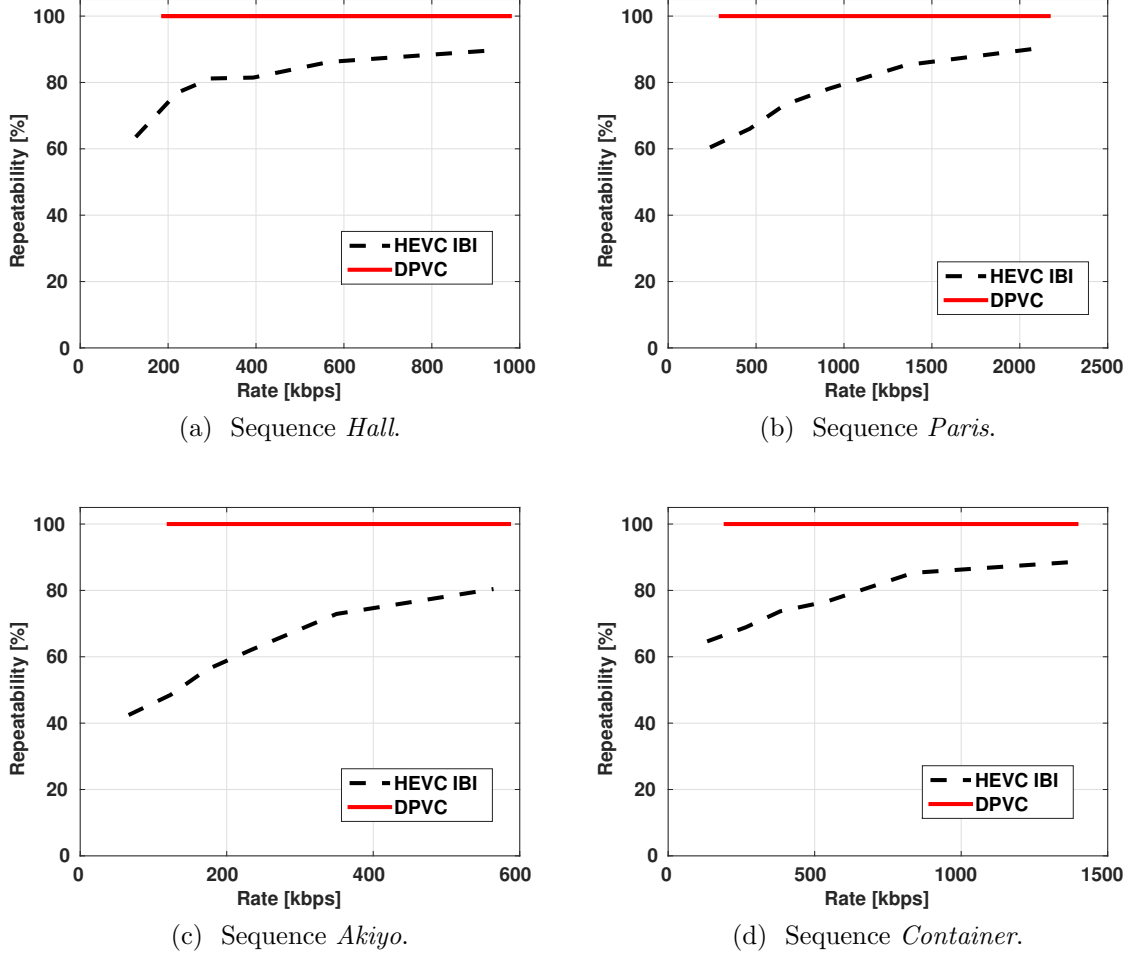 100
80
60
40
20
0
Repeatability [%]
HEVC IBI
DPVC
0 200 400 600 800 1000
Rate [kbps]
(a) Sequence Hall.
100
80
60
40
20
0
Repeatability [%]
HEVC IBI
DPVC
0 500 1000 1500 2000 2500
Rate [kbps]
(b) Sequence Paris.
100
80
60
40
20
0
Repeatability [%]
HEVC IBI
DPVC
0 200 400 600
Rate [kbps]
(c) Sequence Akiyo.
100
80
60
40
20
0
Repeatability [%]
HEVC IBI
DPVC
0 500 1000 1500
Rate [kbps]
(d) Sequence Container.